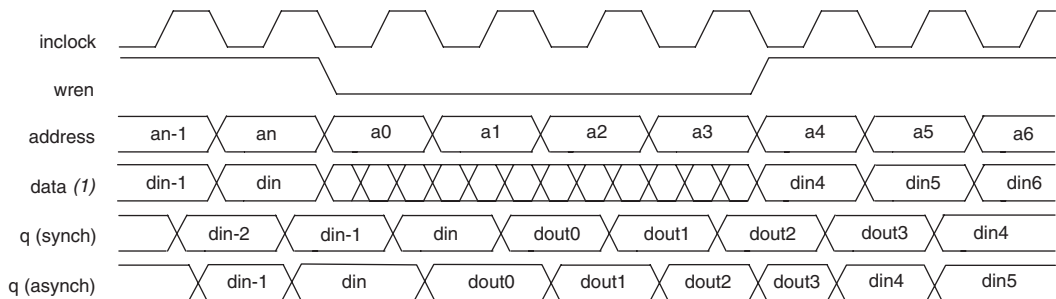 inclock
wren
address an-1 an a0 a1 a2 a3 a4 a5 a6
data (1) din-1 din din4 din5 din6
q (synch) din-2 din-1 din dout0 dout1 dout2 dout3 din4
q (asynch) din-1 din dout0 dout1 dout2 dout3 din4 din5